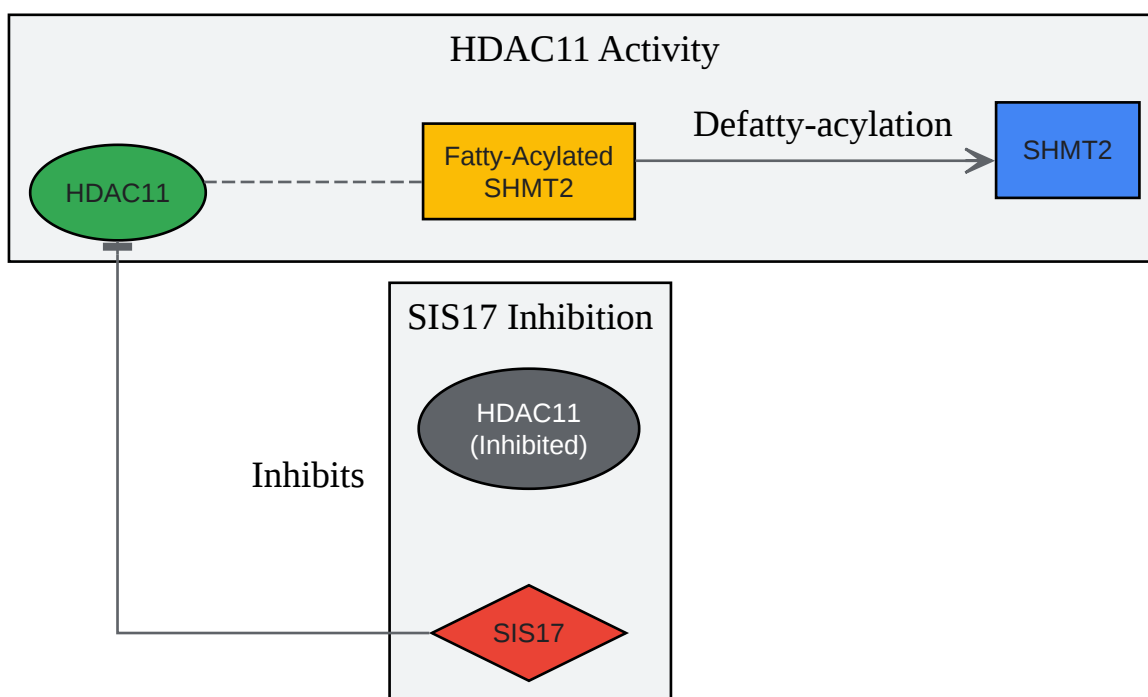 HDAC11 Activity
Defatty-acylation
Fatty-Acylated
SHMT2
SHMT2
HDAC11
SIS17 Inhibition
HDAC11
(Inhibited)
Inhibits
SIS17